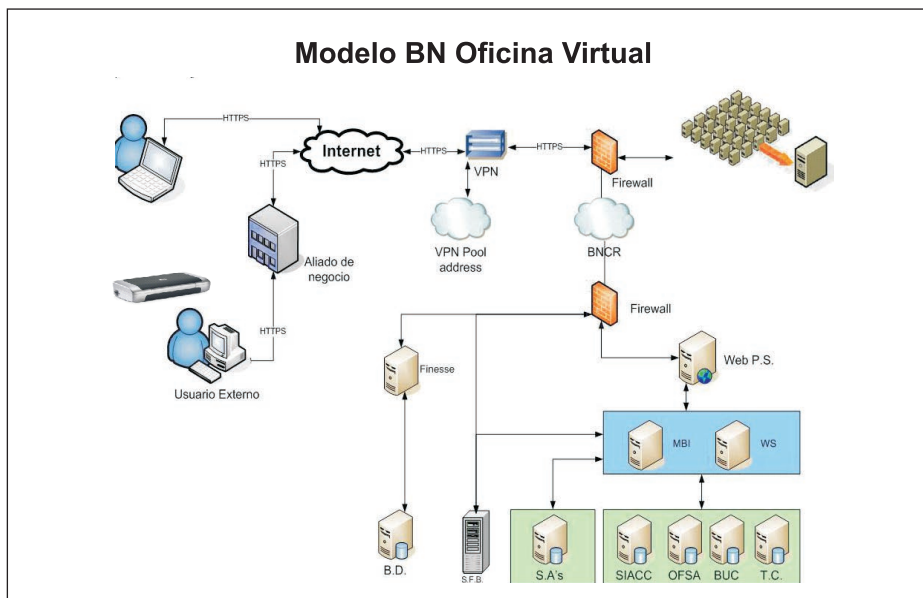 Modelo BN Oficina Virtual
HTTPS
Internet
HTTPS
HTTPS
HTTPS
VPN
Firewall
VPN Pool
address
BNCR
Aliado de
negocio
HTTPS
Usuario Externo
Firewall
Finesse
Web P.S.
MBI
WS
B.D.
S.F.B.
S.A's
SIACC
OFSA
BUC
T.C.